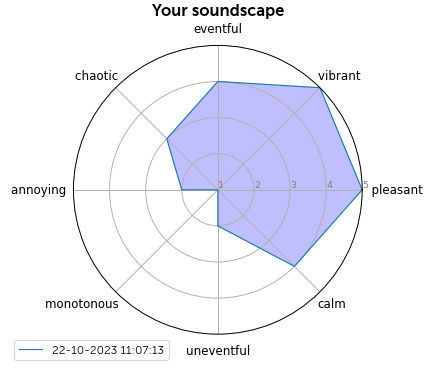 Your soundscape
eventful
chaotic
vibrant
annoying
1 2 3 4 5
pleasant
monotonous
calm
uneventful
22-10-2023 11:07:13